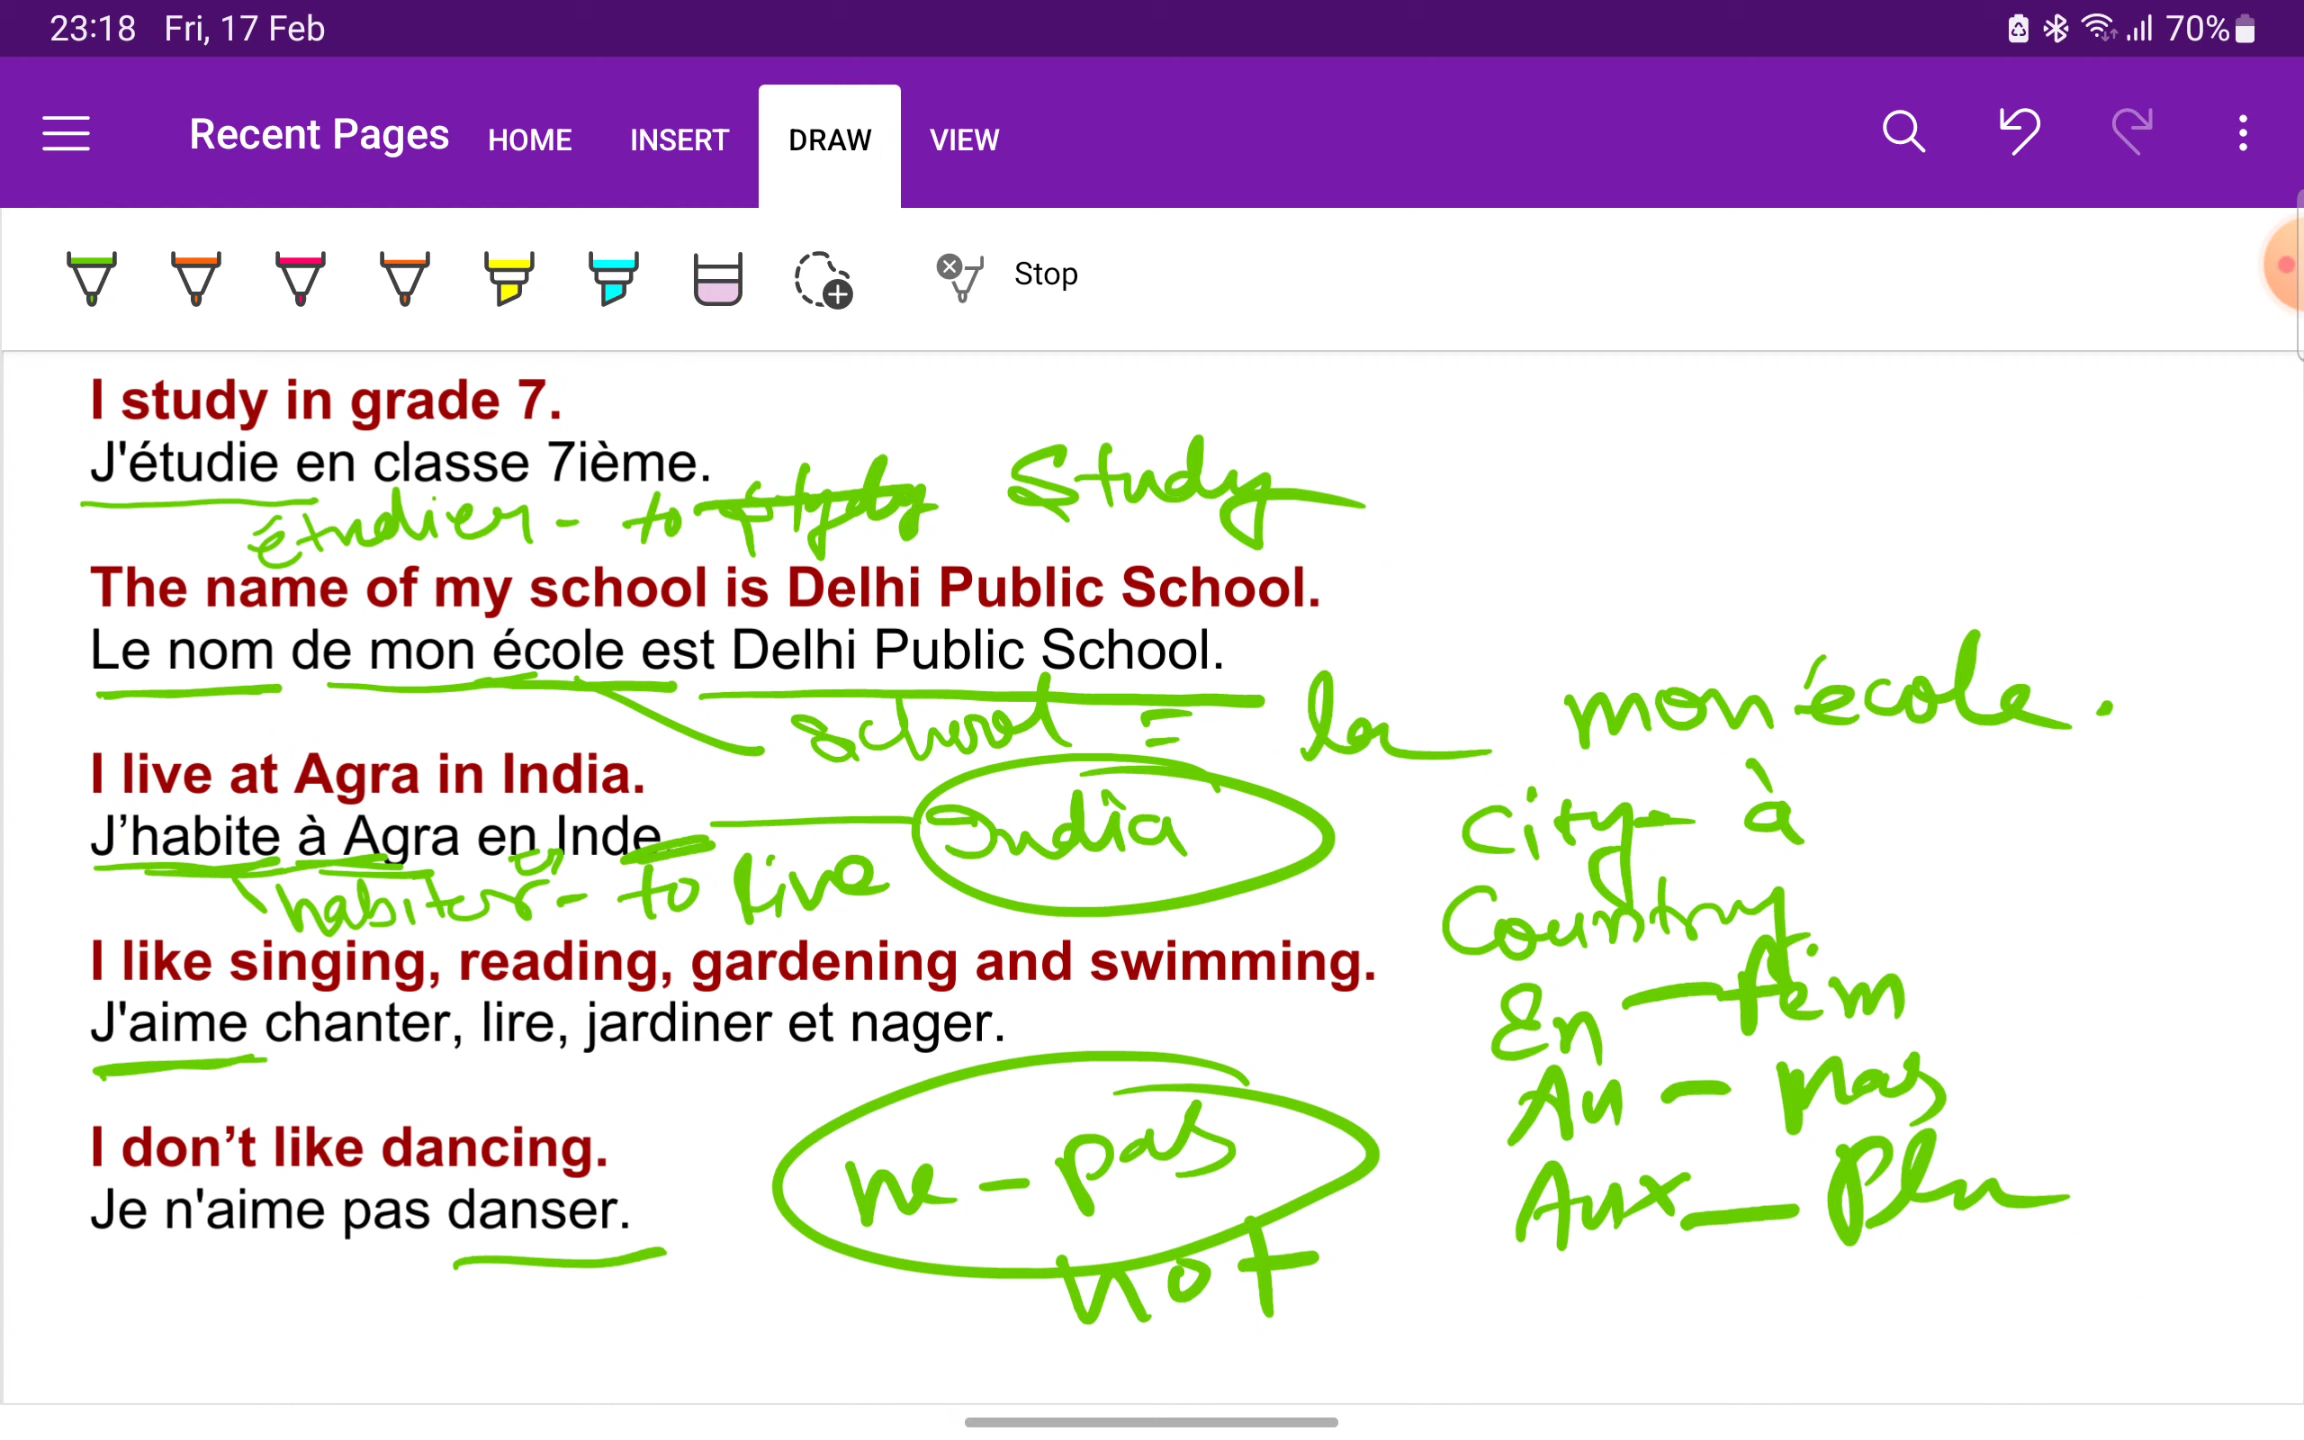 23:18 Fri, 17 Feb 70%
Recent Pages HOME INSERT DRAW VIEW
Stop
I study in grade 7.
J'étudie en classe 7ième. Study
étudier - to
The name of my school is Delhi Public School.
Le nom de mon école est Delhi Public School.
school = la mon école.
I live at Agra in India.
J’habite à Agra en Inde India
City - à
habiter - to live
Country
I like singing, reading, gardening and swimming.
J'aime chanter, lire, jardiner et nager.
En — fém
Au — mas
I don’t like dancing.
Je n'aime pas danser.
ne - pas
Aux — Plu
not